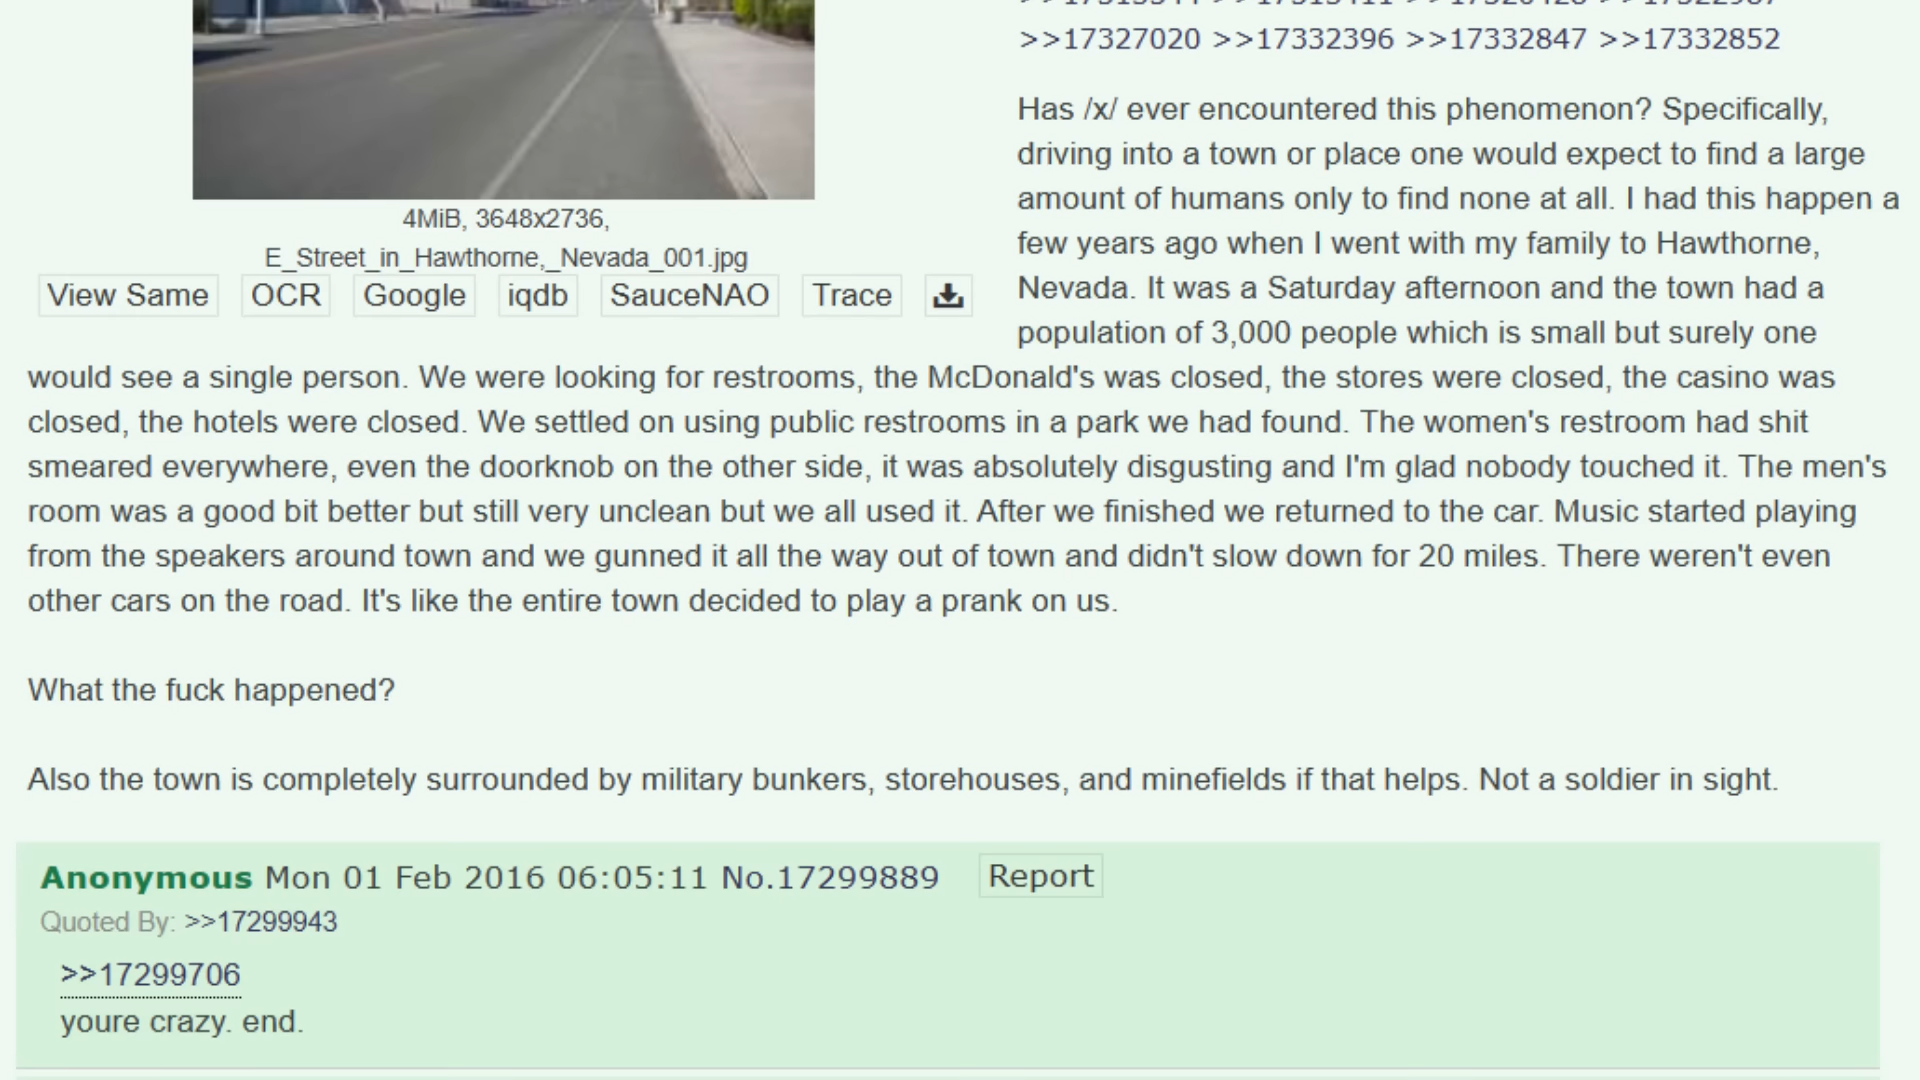 >>17327020 >>17332396 >>17332847 >>17332852
Has /x/ ever encountered this phenomenon? Specifically,
driving into a town or place one would expect to find a large
amount of humans only to find none at all. I had this happen a
few years ago when I went with my family to Hawthorne,
Nevada. It was a Saturday afternoon and the town had a
population of 3,000 people which is small but surely one
4MiB, 3648x2736,
E_Street_in_Hawthorne,_Nevada_001.jpg
View Same OCR Google iqdb SauceNAO Trace
would see a single person. We were looking for restrooms, the McDonald's was closed, the stores were closed, the casino was
closed, the hotels were closed. We settled on using public restrooms in a park we had found. The women's restroom had shit
smeared everywhere, even the doorknob on the other side, it was absolutely disgusting and I'm glad nobody touched it. The men's
room was a good bit better but still very unclean but we all used it. After we finished we returned to the car. Music started playing
from the speakers around town and we gunned it all the way out of town and didn't slow down for 20 miles. There weren't even
other cars on the road. It's like the entire town decided to play a prank on us.
What the fuck happened?
Also the town is completely surrounded by military bunkers, storehouses, and minefields if that helps. Not a soldier in sight.
Anonymous Mon 01 Feb 2016 06:05:11 No.17299889 Report
Quoted By: >>17299943
>>17299706
youre crazy. end.